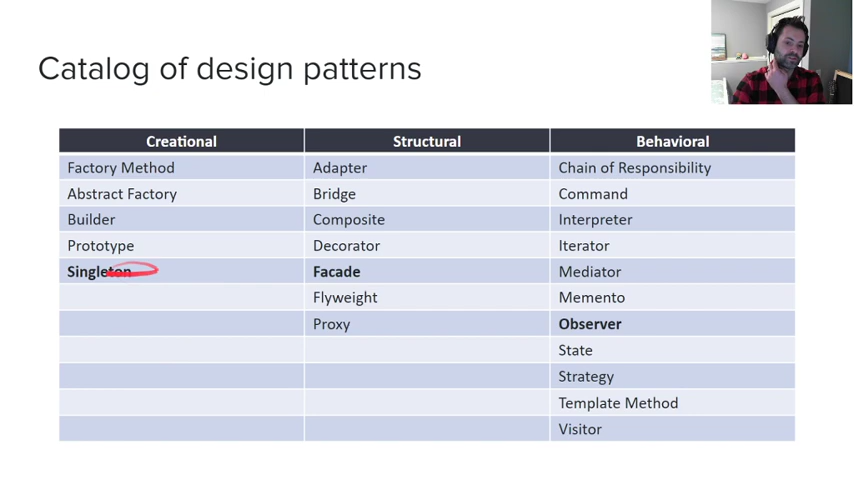 Catalog of design patterns
Creational Structural Behavioral
Factory Method Adapter Chain of Responsibility
Abstract Factory Bridge Command
Builder Composite Interpreter
Prototype Decorator Iterator
Singleton Facade Mediator
Flyweight Memento
Proxy Observer
State
Strategy
Template Method
Visitor